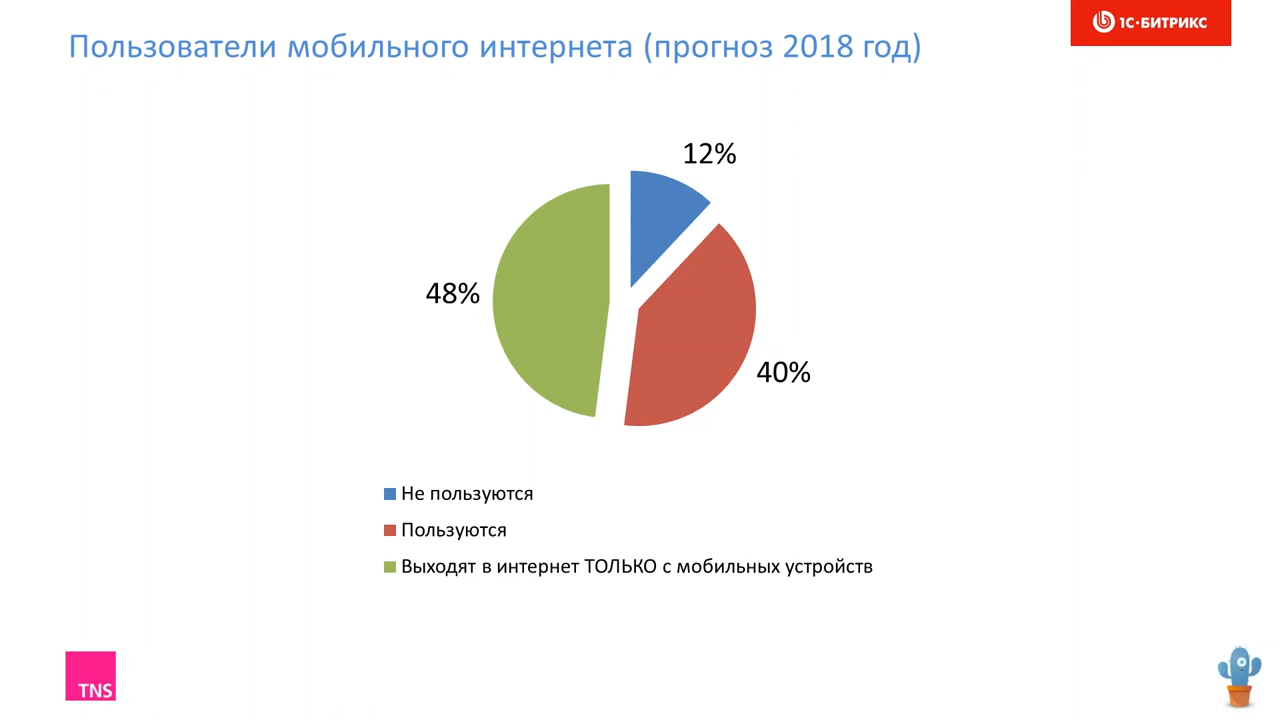 Пользователи мобильного интернета (прогноз 2018 год)
1С·БИТРИКС
12%
48%
40%
Не пользуются
Пользуются
Выходят в интернет ТОЛЬКО с мобильных устройств
TNS